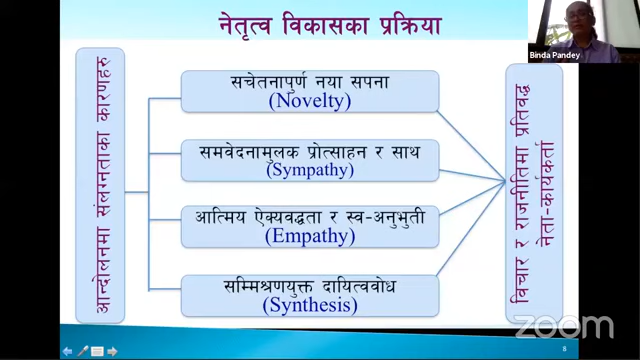 नेतृत्व विकासका प्रक्रिया
Binda Pandey
आन्दोलनमा संलग्नताका कारणहरु
सचेतनापुर्ण नया सपना
(Novelty)
समवेदनामुलक प्रोत्साहन र साथ
(Sympathy)
आत्मिय ऐक्यवद्धता र स्व-अनुभुती
(Empathy)
सम्मिश्रणयुक्त दायित्ववोध
(Synthesis)
विचार र राजनीतिमा प्रतिवद्ध
नेता-कार्यकर्ता
zoom
8